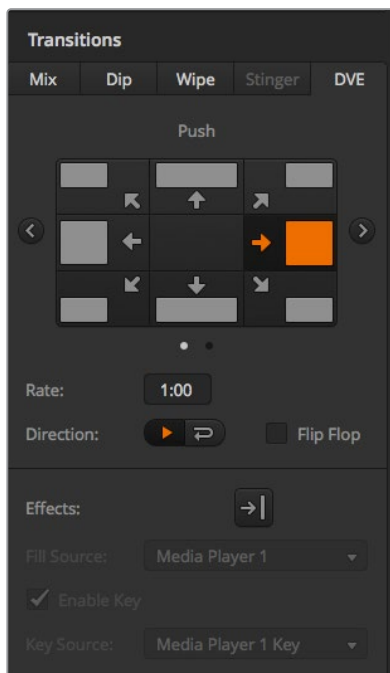 Transitions
Mix Dip Wipe Stinger DVE
Push
Rate: 1:00
Direction: Flip Flop
Effects:
Fill Source: Media Player 1
Enable Key
Key Source: Media Player 1 Key